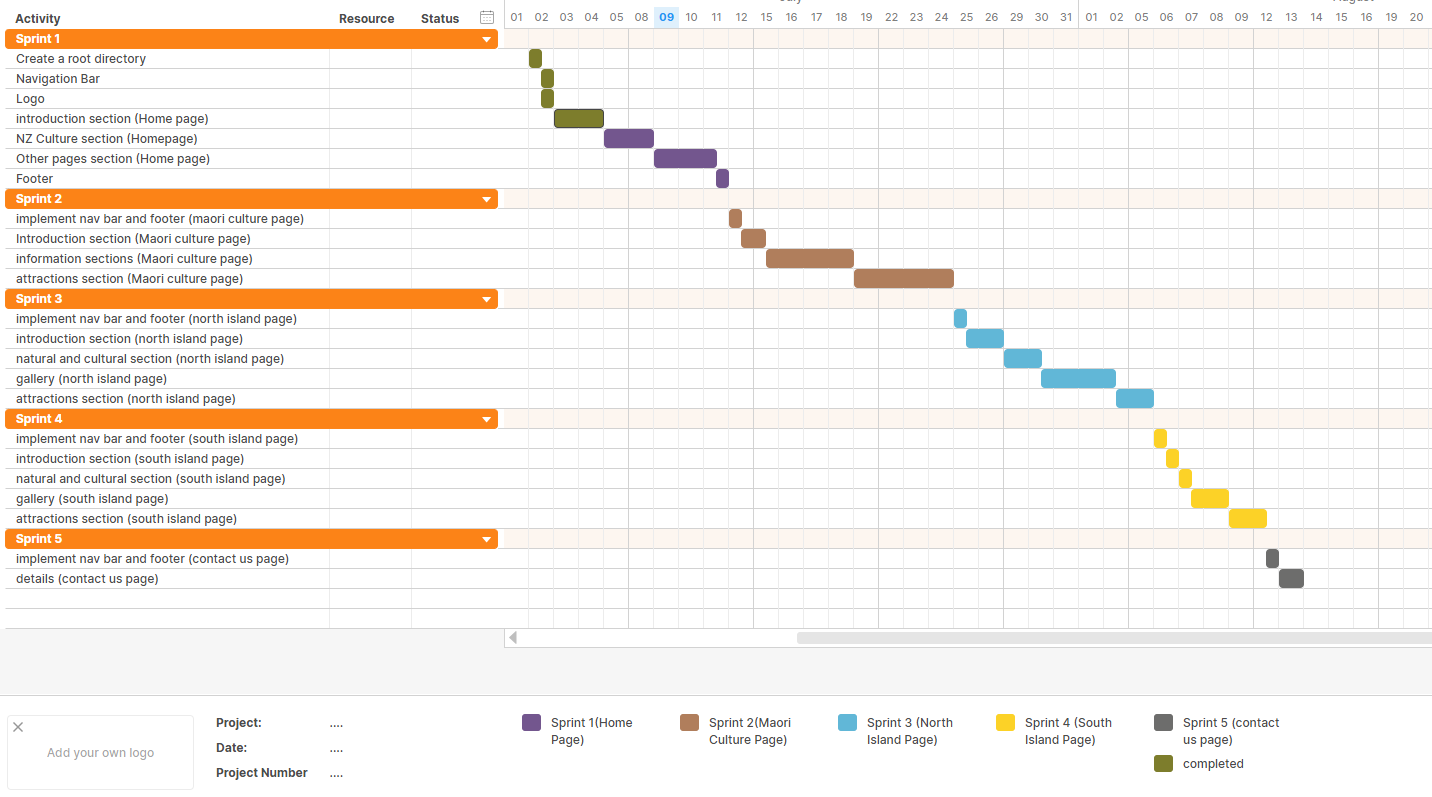 July
August
Activity Resource Status 01 02 03 04 05 08 09 10 11 12 15 16 17 18 19 22 23 24 25 26 29 30 31 01 02 05 06 07 08 09 12 13 14 15 16 19 20
Sprint 1
Create a root directory
Navigation Bar
Logo
introduction section (Home page)
NZ Culture section (Homepage)
Other pages section (Home page)
Footer
Sprint 2
implement nav bar and footer (maori culture page)
Introduction section (Maori culture page)
information sections (Maori culture page)
attractions section (Maori culture page)
Sprint 3
implement nav bar and footer (north island page)
introduction section (north island page)
natural and cultural section (north island page)
gallery (north island page)
attractions section (north island page)
Sprint 4
implement nav bar and footer (south island page)
introduction section (south island page)
natural and cultural section (south island page)
gallery (south island page)
attractions section (south island page)
Sprint 5
implement nav bar and footer (contact us page)
details (contact us page)
Add your own logo
Project: ....
Date: ....
Project Number ....
Sprint 1(Home
Page)
Sprint 2(Maori
Culture Page)
Sprint 3 (North
Island Page)
Sprint 4 (South
Island Page)
Sprint 5 (contact
us page)
completed